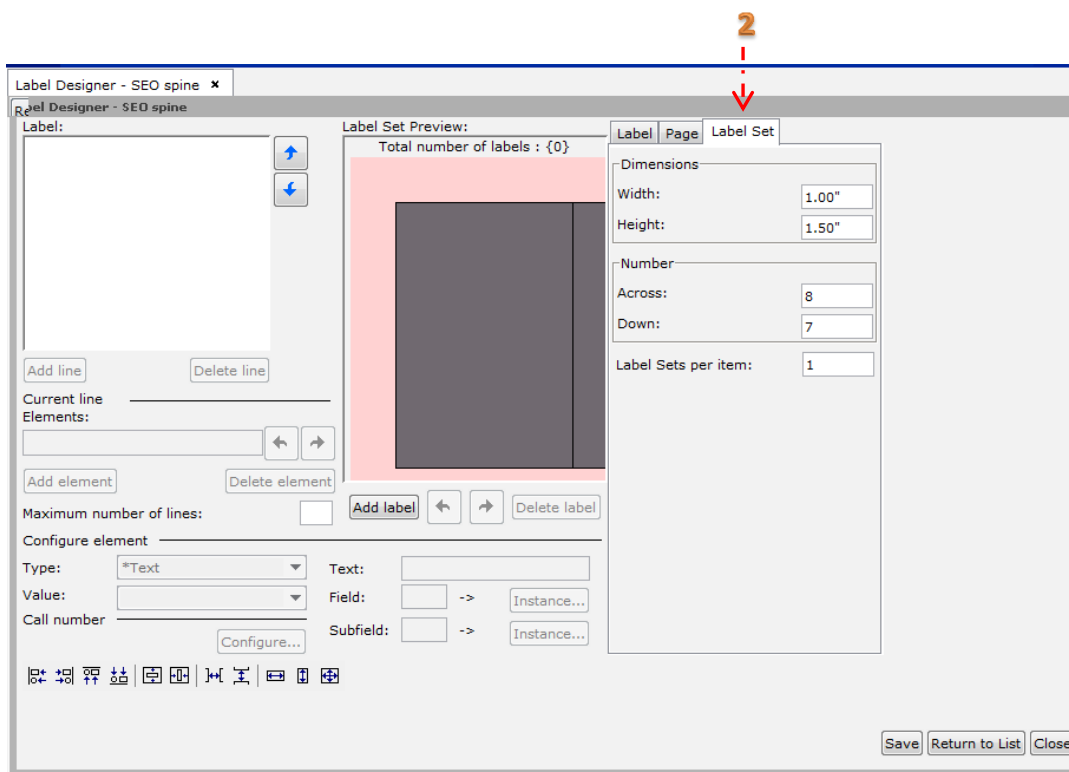 2
Label Designer - SEO spine ×
Re
bel Designer - SEO spine
Label:
Label Set Preview:
Total number of labels : {0}
Label Page Label Set
Dimensions
Width: 1.00"
Height: 1.50"
Number
Across: 8
Down: 7
Label Sets per item: 1
Add line Delete line
Current line
Elements:
Add element Delete element
Add label Delete label
Maximum number of lines:
Configure element
Type: *Text Text:
Value: Field: -> Instance...
Call number
Configure... Subfield: -> Instance...
Save Return to List Close